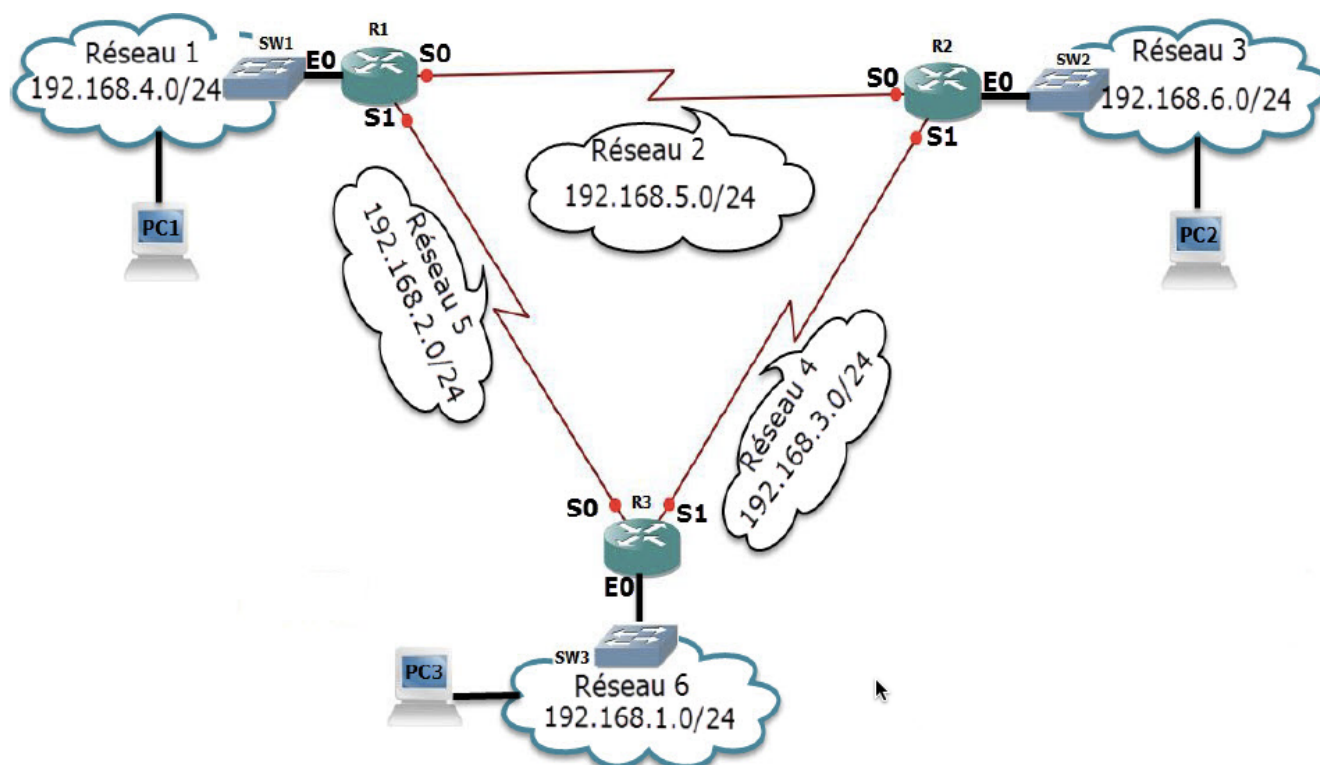 Réseau 1
192.168.4.0/24
SW1
E0
R1
S0
S1
R2
S0
E0
S1
SW2
Réseau 3
192.168.6.0/24
Réseau 2
192.168.5.0/24
PC1
PC2
Réseau 5
192.168.2.0/24
Réseau 4
192.168.3.0/24
S0
R3
S1
E0
SW3
PC3
Réseau 6
192.168.1.0/24